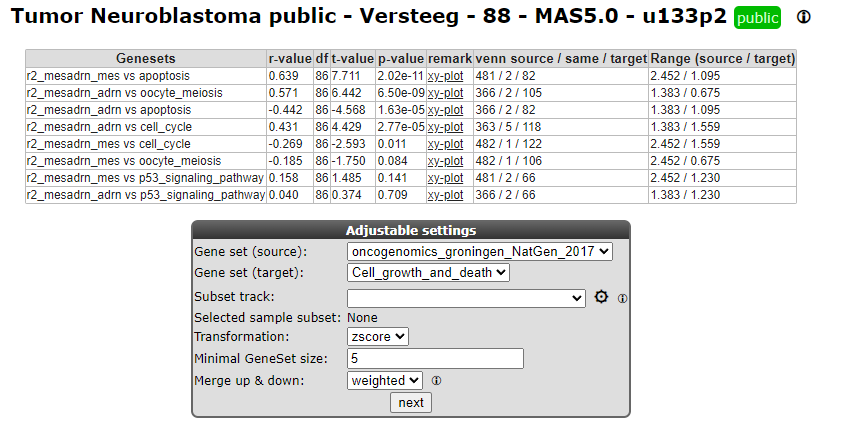 Tumor Neuroblastoma public - Versteeg - 88 - MAS5.0 - u133p2 public
Genesets r-value df t-value p-value remark venn source / same / target Range (source / target)
r2_mesadrn_mes vs apoptosis 0.639 86 7.711 2.02e-11 xy-plot 481 / 2 / 82 2.452 / 1.095
r2_mesadrn_adrn vs oocyte_meiosis 0.571 86 6.442 6.50e-09 xy-plot 366 / 2 / 105 1.383 / 0.675
r2_mesadrn_adrn vs apoptosis -0.442 86 -4.568 1.63e-05 xy-plot 366 / 2 / 82 1.383 / 1.095
r2_mesadrn_adrn vs cell_cycle 0.431 86 4.429 2.77e-05 xy-plot 363 / 5 / 118 1.383 / 1.559
r2_mesadrn_mes vs cell_cycle -0.269 86 -2.593 0.011 xy-plot 482 / 1 / 122 2.452 / 1.559
r2_mesadrn_mes vs oocyte_meiosis -0.185 86 -1.750 0.084 xy-plot 482 / 1 / 106 2.452 / 0.675
r2_mesadrn_mes vs p53_signaling_pathway 0.158 86 1.485 0.141 xy-plot 481 / 2 / 66 2.452 / 1.230
r2_mesadrn_adrn vs p53_signaling_pathway 0.040 86 0.374 0.709 xy-plot 366 / 2 / 66 1.383 / 1.230
Adjustable settings
Gene set (source): oncogenomics_groningen_NatGen_2017
Gene set (target): Cell_growth_and_death
Subset track:
Selected sample subset: None
Transformation: zscore
Minimal GeneSet size: 5
Merge up & down: weighted
next